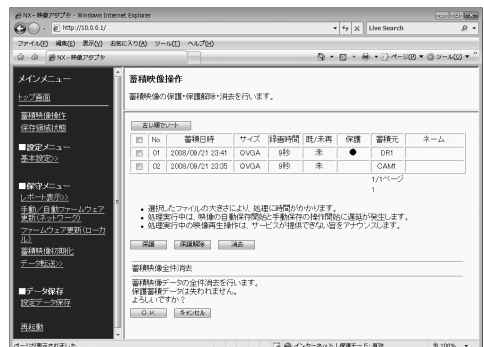 NX- 映像アダプタ - Windows Internet Explorer
http://10.0.0.1/
Live Search
ファイル(F) 編集(E) 表示(V) お気に入り(A) ツール(T) ヘルプ(H)
NX- 映像アダプタ
ページ(P) ツール(O)
メインメニュー
トップ画面
蓄積映像操作
保存領域状態
■設定メニュー
基本設定>>
■保守メニュー
レポート表示>>
手動／自動ファームウェア
更新(ネットワーク)
ファームウェア更新(ローカ
ル)
蓄積映像初期化
データ転送>>
■データ保存
設定データ保存
再起動
蓄積映像操作
蓄積映像の保護・保護解除・消去を行います。
古い順でソート
No. 蓄積日時 サイズ 録画時間 既/未再 保護 蓄積元 ネーム
01 2008/09/21 23:41 QVGA 9秒 未 ● DR1
02 2008/09/21 23:35 QVGA 9秒 未 CAM1
1/1ページ
1
• 選択したファイルの大きさにより、処理に時間がかかります。
• 処理実行中は、映像の自動保存開始と手動保存の操作開始に遅延が発生します。
• 処理実行中の映像再生操作は、サービスが提供できない旨をアナウンスします。
保護 保護解除 消去
蓄積映像全件消去
蓄積映像データの全件消去を行います。
保護蓄積データは失われません。
よろしいですか？
ＯＫ キャンセル
ページが表示されました
インターネット | 保護モード: 有効 100%